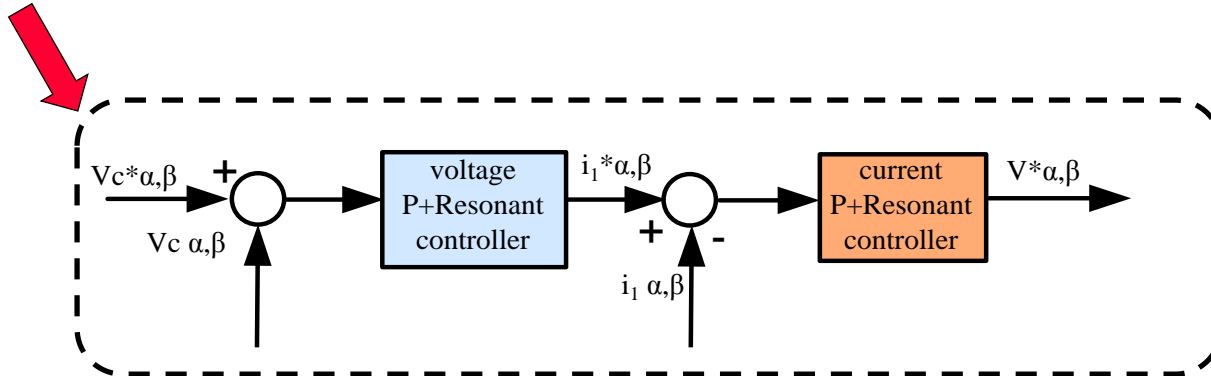 Vc*α,β
+
Vc α,β
voltage
P+Resonant
controller
i₁*α,β
+
-
i₁ α,β
current
P+Resonant
controller
V*α,β